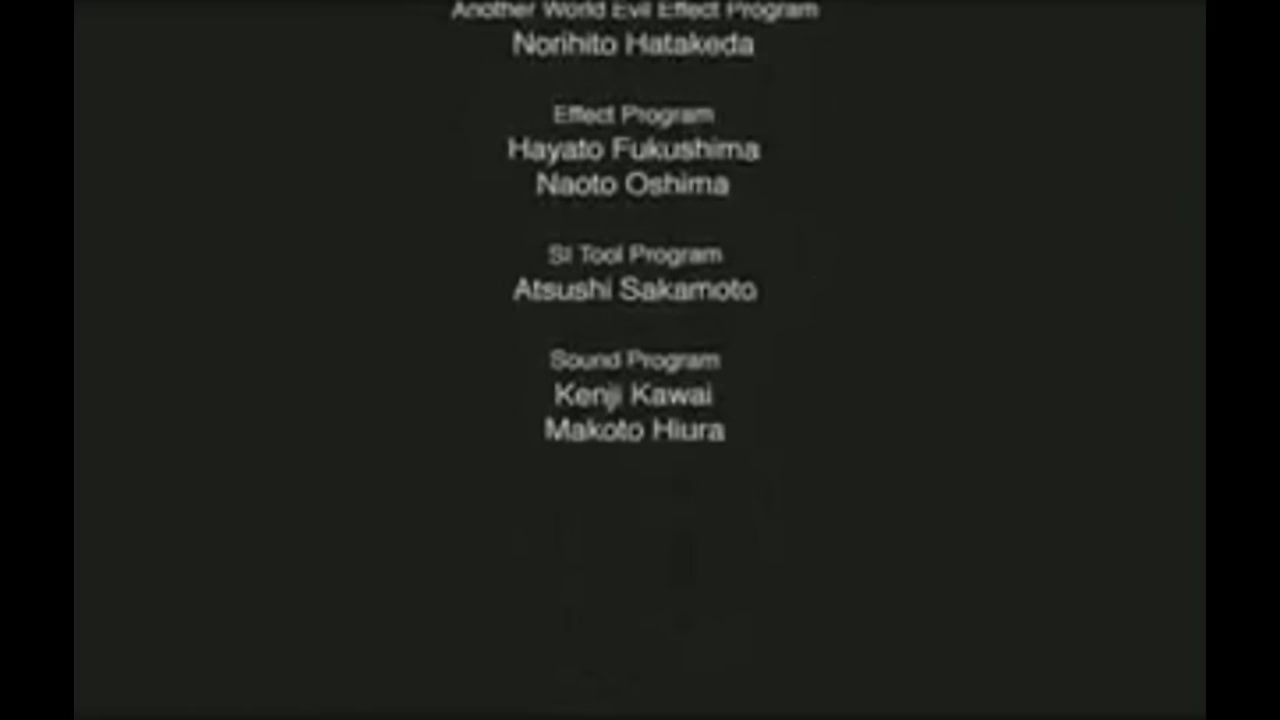 Another World Evil Effect Program
Norihito Hatakeda
Effect Program
Hayato Fukushima
Naoto Oshima
SI Tool Program
Atsushi Sakamoto
Sound Program
Kenji Kawai
Makoto Hiura